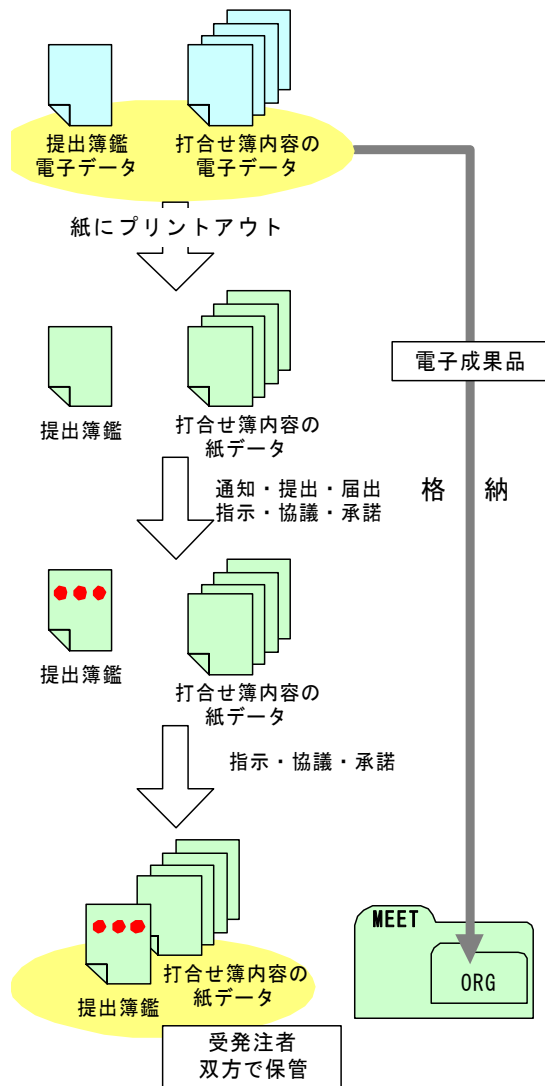 提出簿鑑
電子データ
打合せ簿内容の
電子データ
紙にプリントアウト
電子成果品
提出簿鑑
打合せ簿内容の
紙データ
通知・提出・届出
指示・協議・承諾
格 納
提出簿鑑
打合せ簿内容の
紙データ
指示・協議・承諾
MEET
ORG
打合せ簿内容の
紙データ
提出簿鑑
受発注者
双方で保管